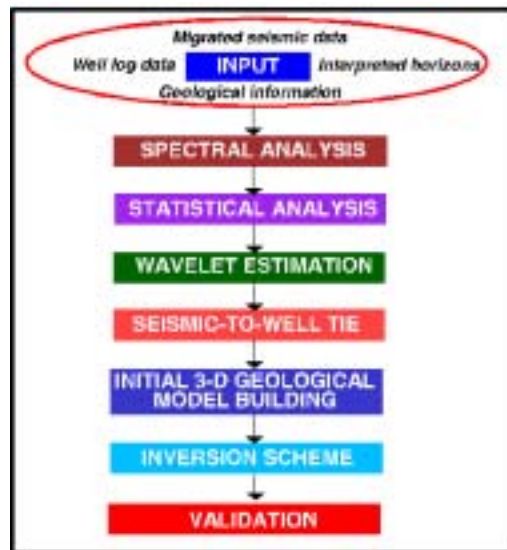 Migrated seismic data
Well log data INPUT Interpreted horizons
Geological information
SPECTRAL ANALYSIS
STATISTICAL ANALYSIS
WAVELET ESTIMATION
SEISMIC-TO-WELL TIE
INITIAL 3-D GEOLOGICAL
MODEL BUILDING
INVERSION SCHEME
VALIDATION